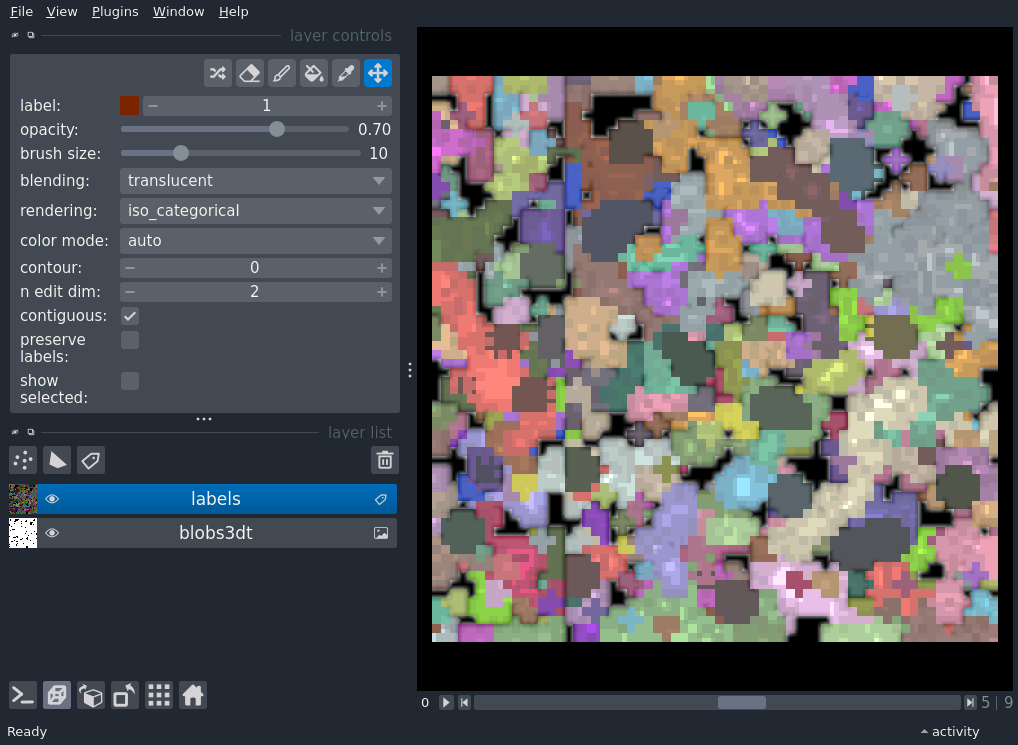 File View Plugins Window Help
layer controls
label: 1
opacity: 0.70
brush size: 10
blending: translucent
rendering: iso_categorical
color mode: auto
contour: 0
n edit dim: 2
contiguous:
preserve
labels:
show
selected:
layer list
labels
blobs3dt
0 5 | 9
Ready activity